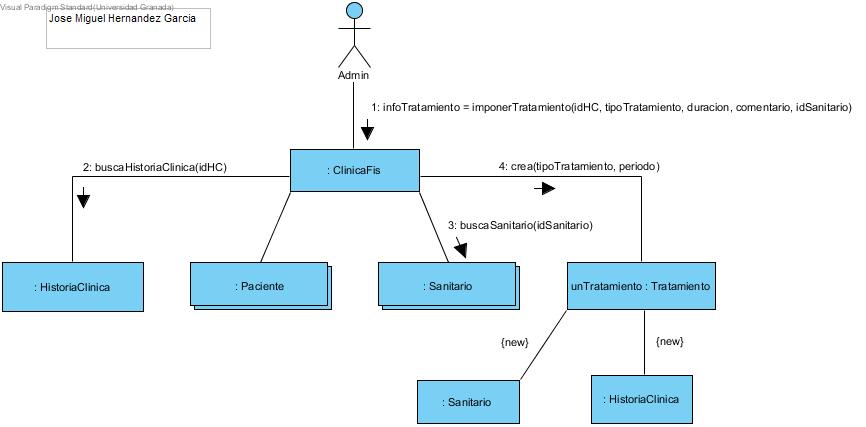 Visual Paradigm Standard(Universidad Granada)
Jose Miguel Hernandez Garcia
Admin
1: infoTratamiento = imponerTratamiento(idHC, tipoTratamiento, duracion, comentario, idSanitario)
: ClinicaFis
2: buscaHistoriaClinica(idHC)
4: crea(tipoTratamiento, periodo)
3: buscaSanitario(idSanitario)
: HistoriaClinica
: Paciente
: Sanitario
unTratamiento : Tratamiento
{new}
{new}
: Sanitario
: HistoriaClinica